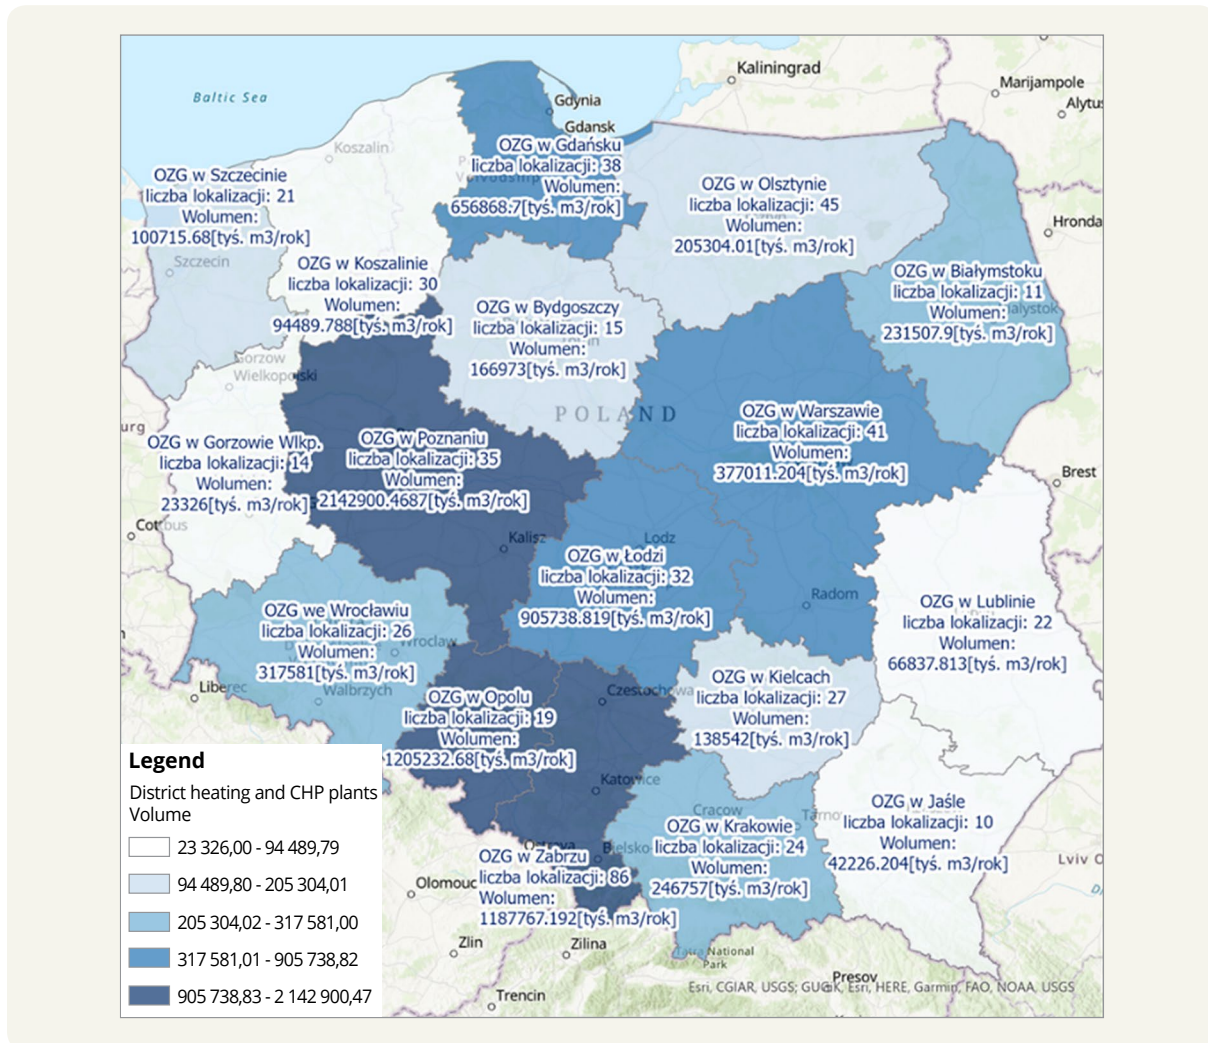 Kaliningrad
Marijampole
Baltic Sea
Gdynia
Alytus
Gdansk
Koszalin
OZG w Gdańsku
liczba lokalizacji: 38
Wolumen:
656868.7[tyś. m3/rok]
OZG w Szczecinie
liczba lokalizacji: 21
Wolumen:
100715.68[tyś. m3/rok]
Szczecin
OZG w Olsztynie
liczba lokalizacji: 45
Wolumen:
205304.01[tyś. m3/rok]
Hronda
OZG w Koszalinie
liczba lokalizacji: 30
Wolumen:
94489.788[tyś. m3/rok]
OZG w Białymstoku
liczba lokalizacji: 11
Wolumen:
231507.9[tyś. m3/rok]
alystok
OZG w Bydgoszczy
liczba lokalizacji: 15
Wolumen:
166973[tyś. m3/rok]
Gorzow
Wielkopolski
POLAND
urg
OZG w Warszawie
liczba lokalizacji: 41
Wolumen:
377011.204[tyś. m3/rok]
OZG w Gorzowie Wlkp.
liczba lokalizacji: 14
Wolumen:
23326[tyś. m3/rok]
OZG w Poznaniu
liczba lokalizacji: 35
Wolumen:
2142900.4687[tyś. m3/rok]
Brest
Cottbus
Kalisz
Lodz
OZG w Łodzi
liczba lokalizacji: 32
Wolumen:
905738.819[tyś. m3/rok]
Radom
OZG we Wrocławiu
liczba lokalizacji: 26
Wolumen:
317581[tyś. m3/rok]
Wroclaw
Walbrzych
Liberec
OZG w Lublinie
liczba lokalizacji: 22
Wolumen:
66837.813[tyś. m3/rok]
Czestochowa
OZG w Opolu
liczba lokalizacji: 19
Wolumen:
1205232.68[tyś. m3/rok]
OZG w Kielcach
liczba lokalizacji: 27
Wolumen:
138542[tyś. m3/rok]
Katowice
Cracow
OZG w Krakowie
liczba lokalizacji: 24
Wolumen:
246757[tyś. m3/rok]
Tarno
OZG w Jaśle
liczba lokalizacji: 10
Wolumen:
42226.204[tyś. m3/rok]
Bielsko
OZG w Zabrzu
liczba lokalizacji: 86
Wolumen:
1187767.192[tyś. m3/rok]
Lviv O
Olomouc
Zlin
Zilina
Tatra National
Park
Presov
Trencin
Esri, CGIAR, USGS; GUGiK, Esri, HERE, Garmin, FAO, NOAA, USGS
Legend
District heating and CHP plants
Volume
23 326,00 - 94 489,79
94 489,80 - 205 304,01
205 304,02 - 317 581,00
317 581,01 - 905 738,82
905 738,83 - 2 142 900,47